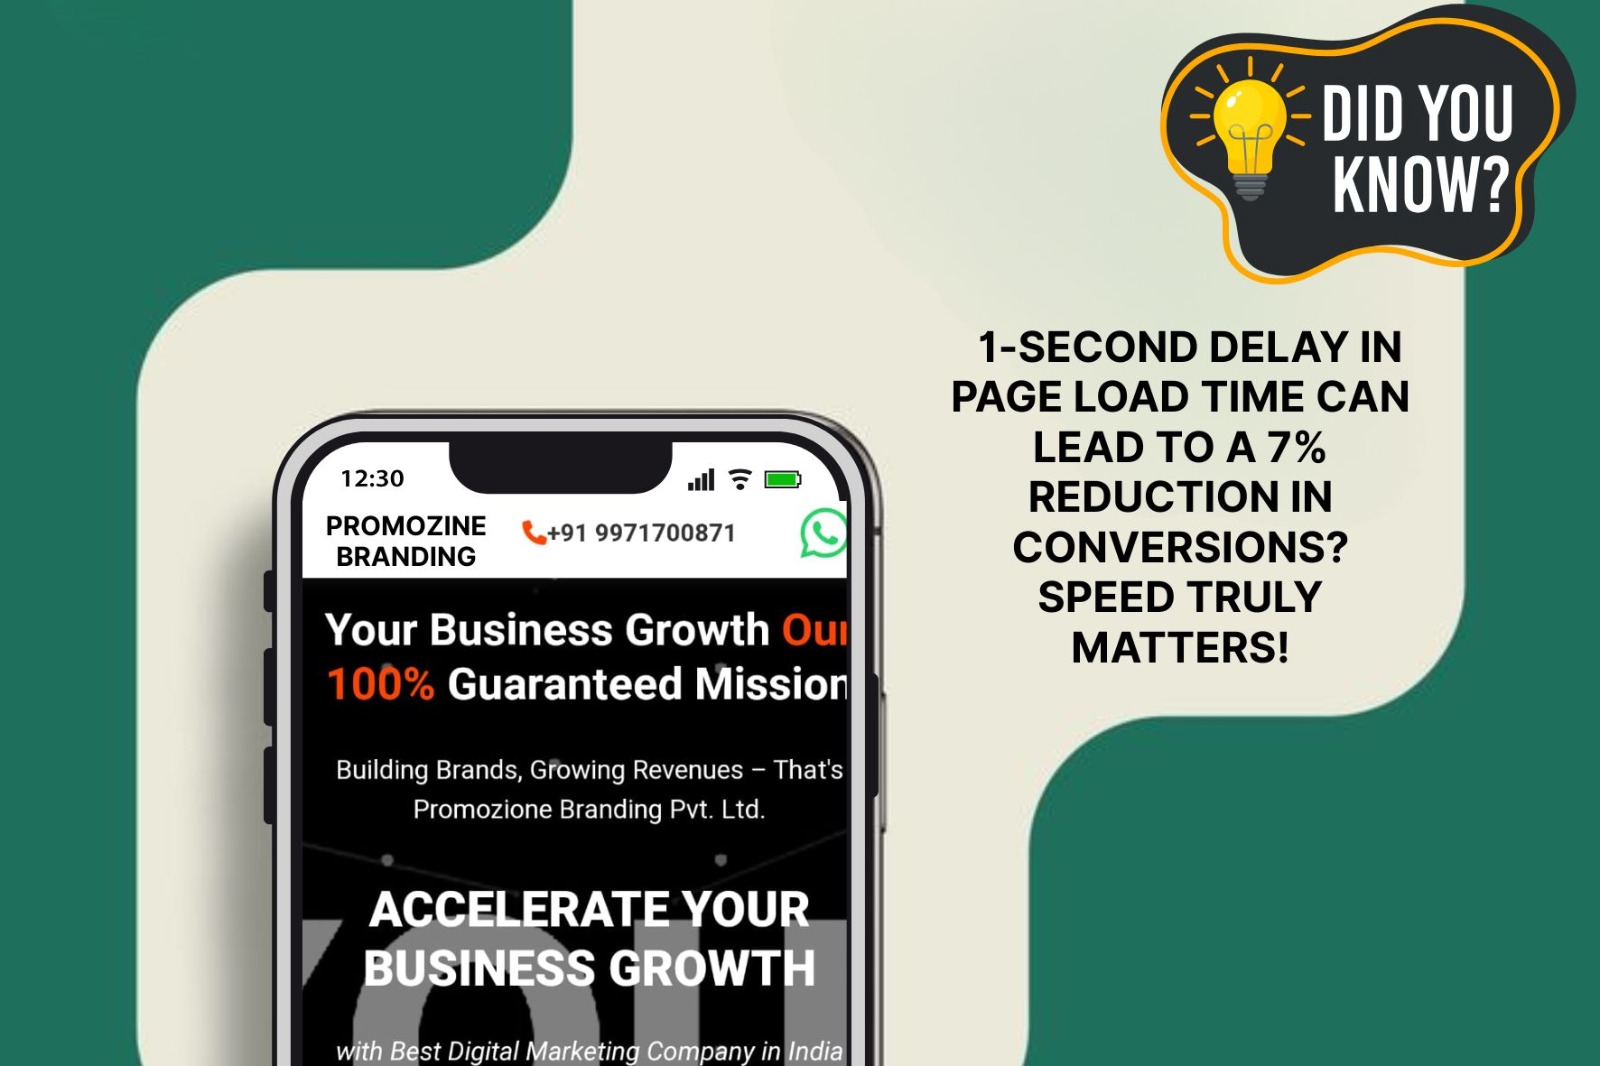 DID YOU
KNOW?
1-SECOND DELAY IN
PAGE LOAD TIME CAN
LEAD TO A 7%
REDUCTION IN
CONVERSIONS?
SPEED TRULY
MATTERS!
12:30
PROMOZINE
BRANDING
+91 9971700871
Your Business Growth Our
100% Guaranteed Mission
Building Brands, Growing Revenues – That's
Promozione Branding Pvt. Ltd.
ACCELERATE YOUR
BUSINESS GROWTH
with Best Digital Marketing Company in India